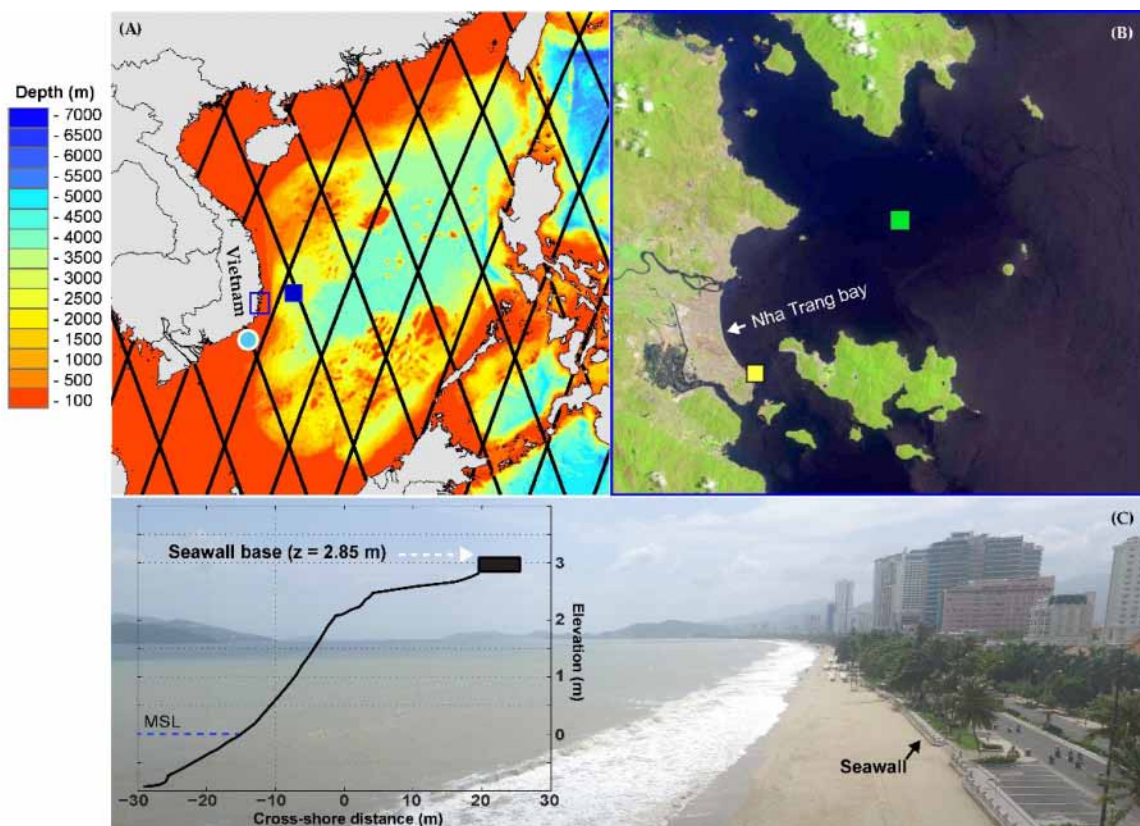 (A)
Depth (m)
- 7000
- 6500
- 6000
- 5500
- 5000
- 4500
- 4000
- 3500
- 3000
- 2500
- 2000
- 1500
- 1000
- 500
- 100
Vietnam
(B)
Nha Trang bay
(C)
Seawall base (z = 2.85 m)
3
2
1
0
Elevation (m)
MSL
−30 −20 −10 0 10 20 30
Cross-shore distance (m)
Seawall